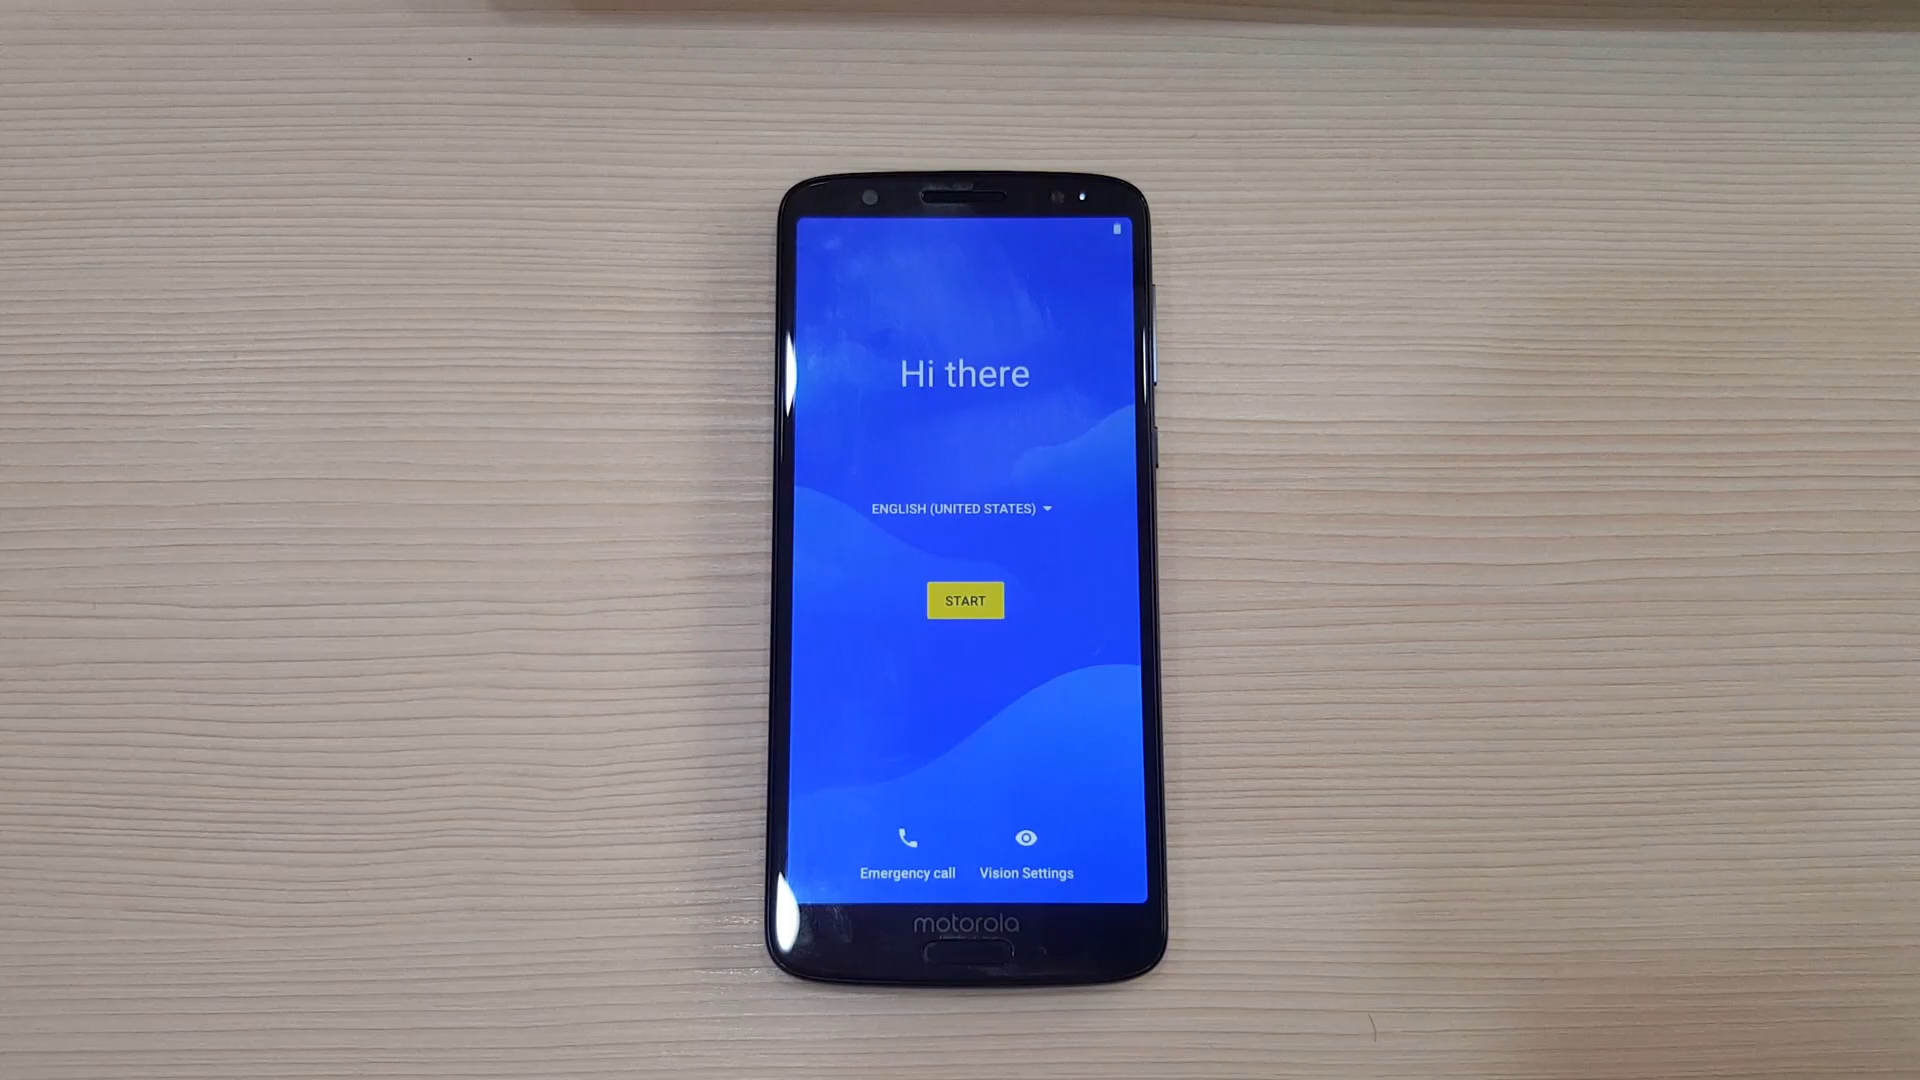 Hi there
ENGLISH (UNITED STATES)
START
Emergency call
Vision Settings
motorola